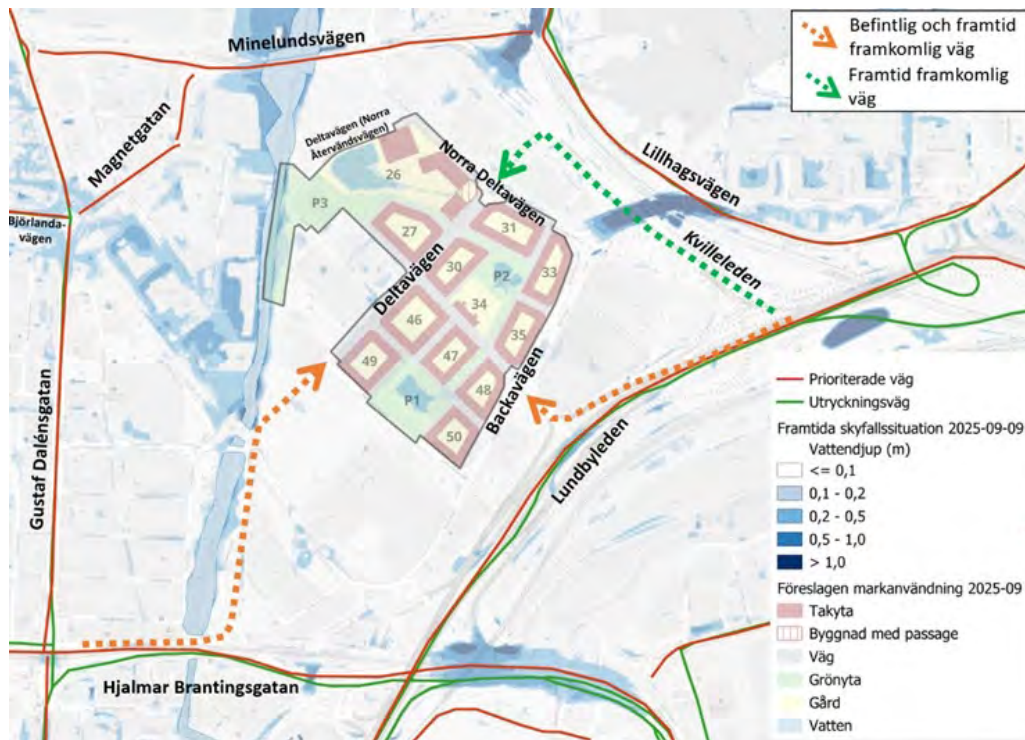 Minelundsvägen
Befintlig och framtid
framkomlig väg
Framtid framkomlig
väg
Magnetgatan
Deltavägen (Norra
Återvändsvägen)
26
Norra Deltavägen
Lillhagsvägen
P3
Björlanda-
vägen
27
31
Kvilleleden
Deltavägen
30
P2
33
34
46
35
49
47
48
P1
Backavägen
50
Gustaf Dalénsgatan
Lundbyleden
Hjalmar Brantingsgatan
Prioriterade väg
Utryckningsväg
Framtida skyfallssituation 2025-09-09
Vattendjup (m)
<= 0,1
0,1 - 0,2
0,2 - 0,5
0,5 - 1,0
> 1,0
Föreslagen markanvändning 2025-09
Takyta
Byggnad med passage
Väg
Grönyta
Gård
Vatten